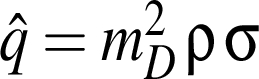 q̂ = m_D^2 ρ σ